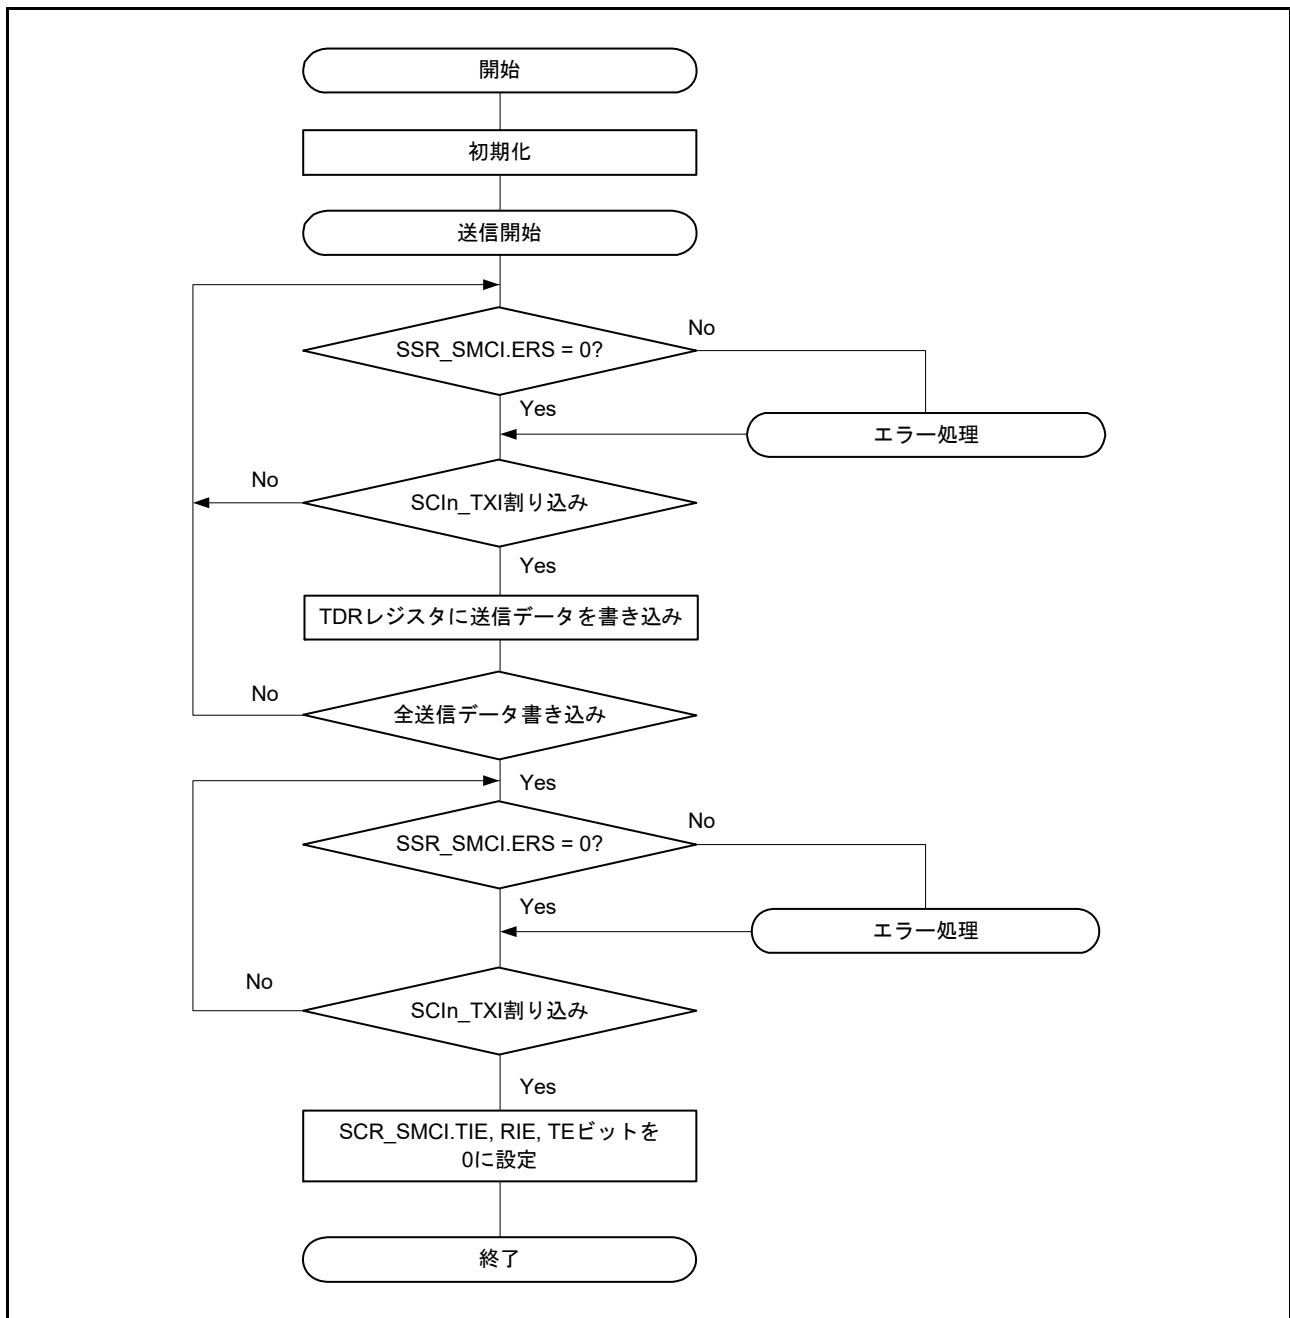 開始
初期化
送信開始
No
SSR_SMCI.ERS = 0?
Yes
エラー処理
No
SCIn_TXI割り込み
Yes
TDRレジスタに送信データを書き込み
No
全送信データ書き込み
Yes
No
SSR_SMCI.ERS = 0?
Yes
エラー処理
No
SCIn_TXI割り込み
Yes
SCR_SMCI.TIE, RIE, TEビットを
0に設定
終了